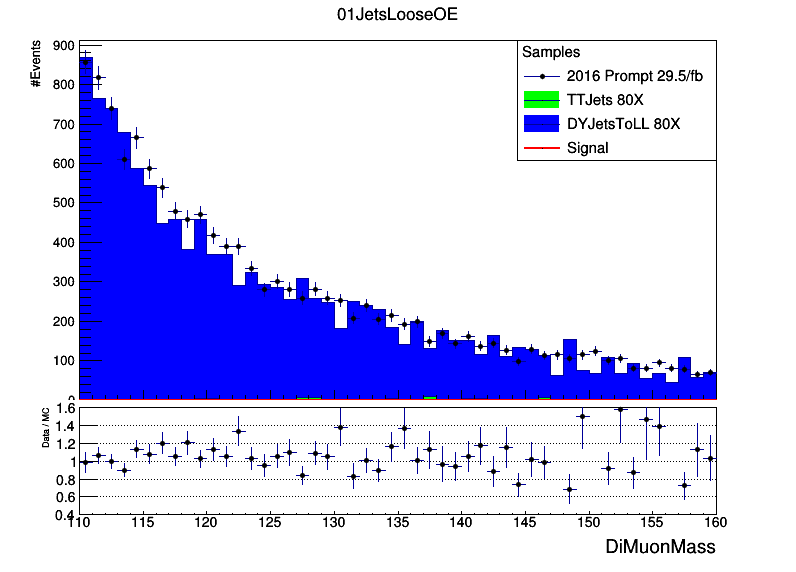 01JetsLooseOE
#Events
Samples
2016 Prompt 29.5/fb
TTJets 80X
DYJetsToLL 80X
Signal
900
800
700
600
500
400
300
200
100
0
Data / MC
1.6
1.4
1.2
1
0.8
0.6
0.4
110 115 120 125 130 135 140 145 150 155 160
DiMuonMass